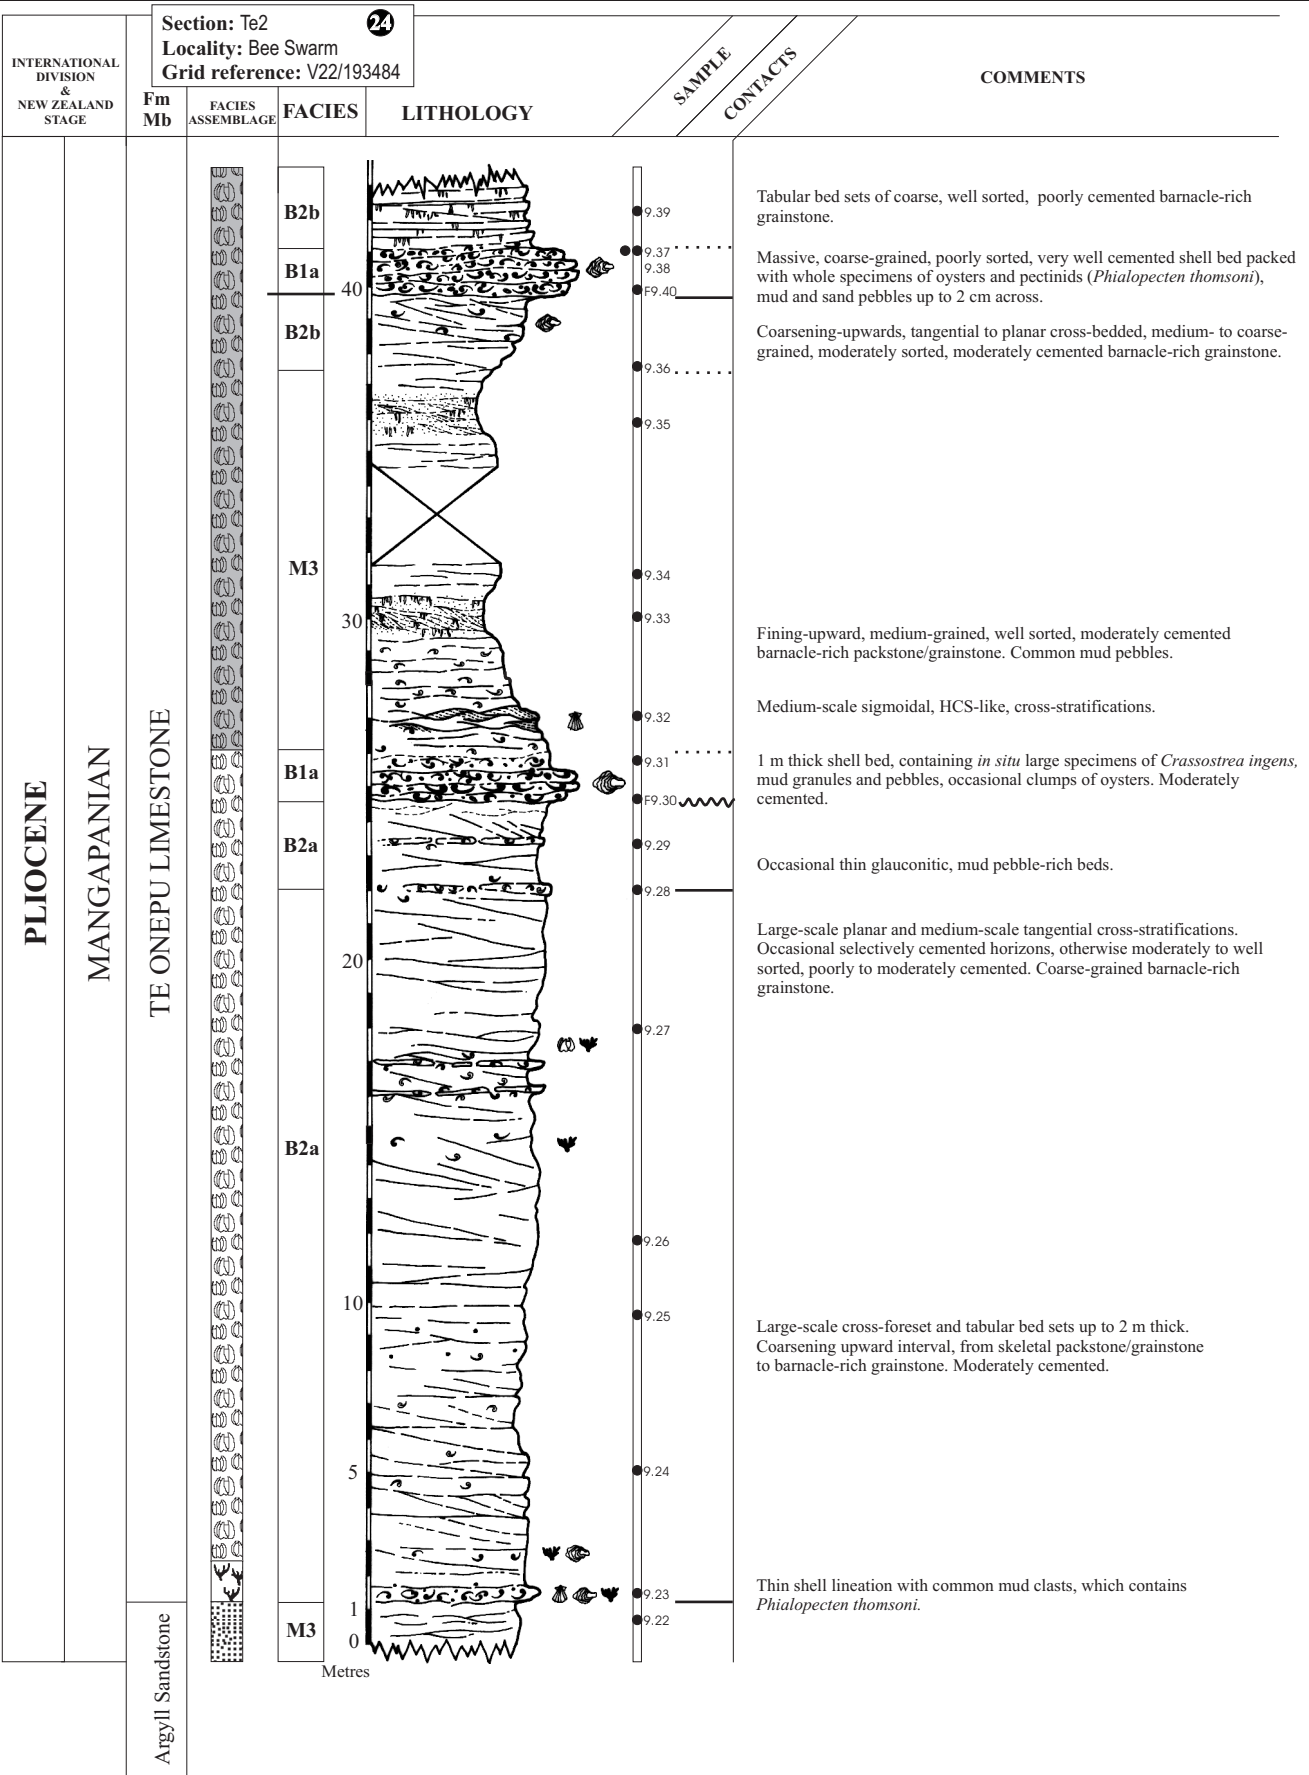 Section: Te2 24
Locality: Bee Swarm
Grid reference: V22/193484
INTERNATIONAL
DIVISION
&
NEW ZEALAND
STAGE
Fm
Mb
FACIES
ASSEMBLAGE
FACIES
LITHOLOGY
SAMPLE
CONTACTS
COMMENTS
PLIOCENE
MANGAPANIAN
TE ONEPU LIMESTONE
Argyll Sandstone
B2b
B1a
B2b
M3
B1a
B2a
B2a
M3
40
30
20
10
5
1
0
Metres
9.39
9.37
9.38
F9.40
9.36
9.35
9.34
9.33
9.32
9.31
F9.30
9.29
9.28
9.27
9.26
9.25
9.24
9.23
9.22
Tabular bed sets of coarse, well sorted, poorly cemented barnacle-rich
grainstone.
Massive, coarse-grained, poorly sorted, very well cemented shell bed packed
with whole specimens of oysters and pectinids (Phialopecten thomsoni),
mud and sand pebbles up to 2 cm across.
Coarsening-upwards, tangential to planar cross-bedded, medium- to coarse-
grained, moderately sorted, moderately cemented barnacle-rich grainstone.
Fining-upward, medium-grained, well sorted, moderately cemented
barnacle-rich packstone/grainstone. Common mud pebbles.
Medium-scale sigmoidal, HCS-like, cross-stratifications.
1 m thick shell bed, containing in situ large specimens of Crassostrea ingens,
mud granules and pebbles, occasional clumps of oysters. Moderately
cemented.
Occasional thin glauconitic, mud pebble-rich beds.
Large-scale planar and medium-scale tangential cross-stratifications.
Occasional selectively cemented horizons, otherwise moderately to well
sorted, poorly to moderately cemented. Coarse-grained barnacle-rich
grainstone.
Large-scale cross-foreset and tabular bed sets up to 2 m thick.
Coarsening upward interval, from skeletal packstone/grainstone
to barnacle-rich grainstone. Moderately cemented.
Thin shell lineation with common mud clasts, which contains
Phialopecten thomsoni.